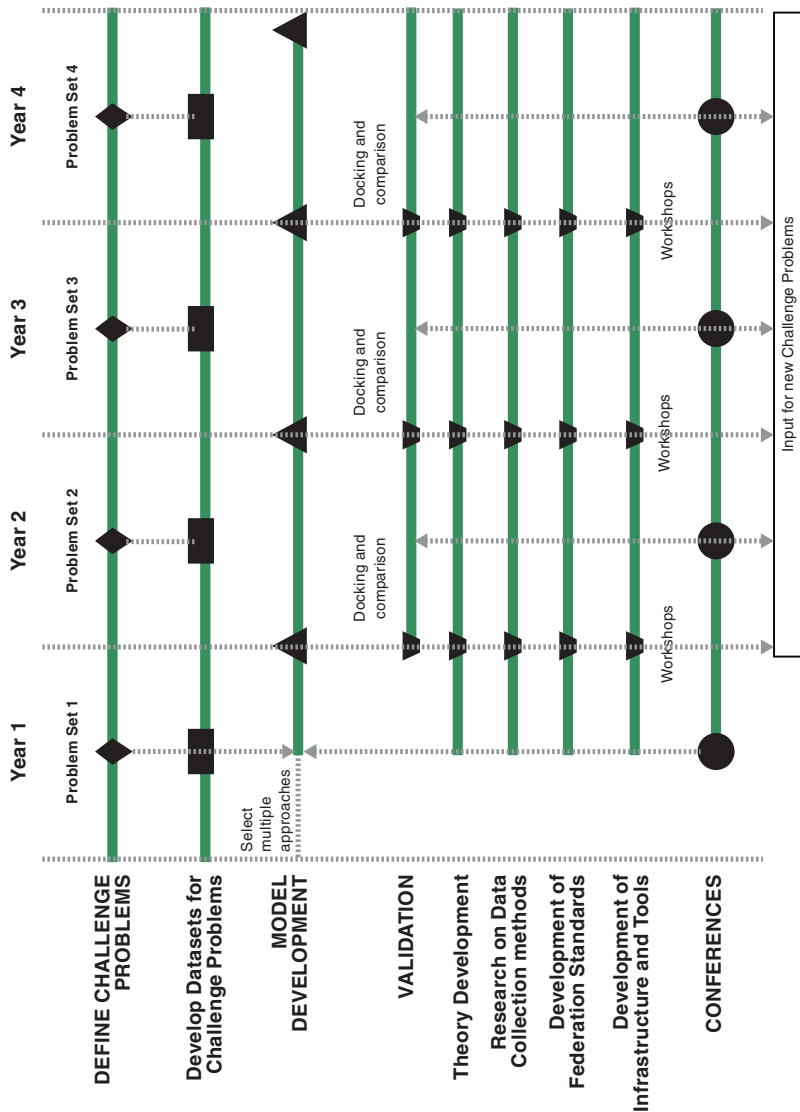 Year 1
Year 2
Year 3
Year 4
Problem Set 1
Problem Set 2
Problem Set 3
Problem Set 4
DEFINE CHALLENGE
PROBLEMS
Develop Datasets for
Challenge Problems
Select
multiple
approaches
MODEL
DEVELOPMENT
Docking and
comparison
Docking and
comparison
Docking and
comparison
VALIDATION
Theory Development
Research on Data
Collection methods
Development of
Federation Standards
Development of
Infrastructure and Tools
Workshops
Workshops
Workshops
CONFERENCES
Input for new Challenge Problems